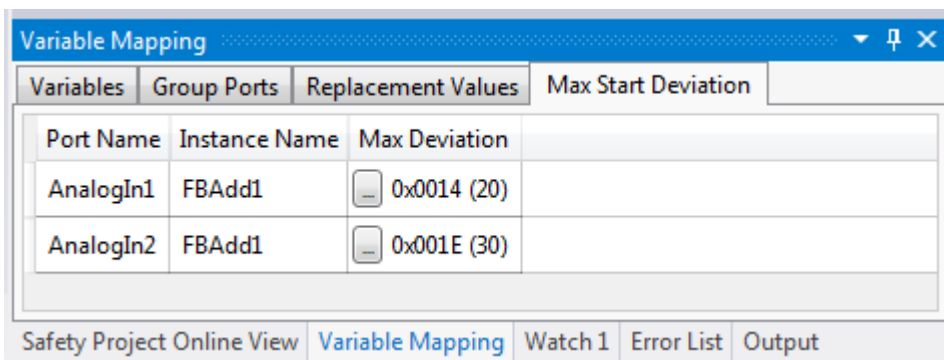 Variable Mapping
Variables Group Ports Replacement Values Max Start Deviation
Port Name Instance Name Max Deviation
AnalogIn1 FBAdd1 ... 0x0014 (20)
AnalogIn2 FBAdd1 ... 0x001E (30)
Safety Project Online View Variable Mapping Watch 1 Error List Output